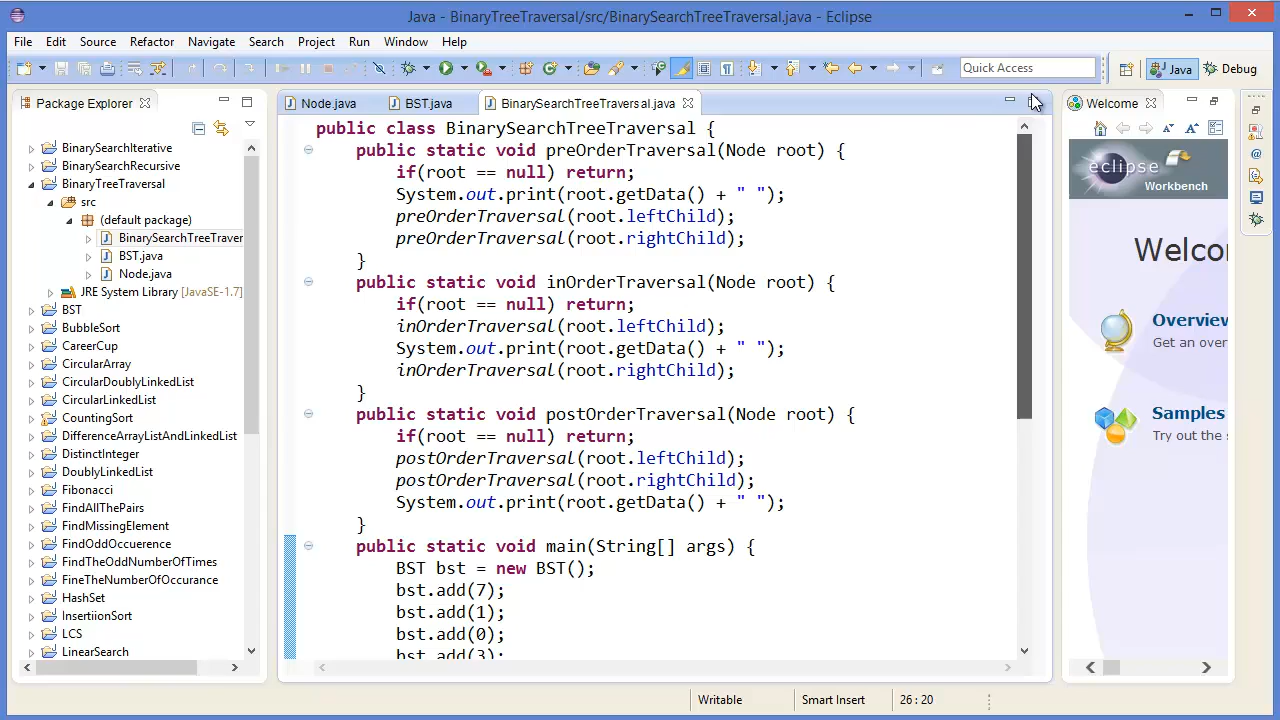 Java - BinaryTreeTraversal/src/BinarySearchTreeTraversal.java - Eclipse
File Edit Source Refactor Navigate Search Project Run Window Help
Quick Access
Java
Debug
Package Explorer
BinarySearchIterative
BinarySearchRecursive
BinaryTreeTraversal
src
(default package)
BinarySearchTreeTraver
BST.java
Node.java
JRE System Library [JavaSE-1.7]
BST
BubbleSort
CareerCup
CircularArray
CircularDoublyLinkedList
CircularLinkedList
CountingSort
DifferenceArrayListAndLinkedList
DistinctInteger
DoublyLinkedList
Fibonacci
FindAllThePairs
FindMissingElement
FindOddOccuerence
FindTheOddNumberOfTimes
FineTheNumberOfOccurance
HashSet
InsertiionSort
LCS
LinearSearch
Node.java
BST.java
BinarySearchTreeTraversal.java
public class BinarySearchTreeTraversal {
public static void preOrderTraversal(Node root) {
if(root == null) return;
System.out.print(root.getData() + " ");
preOrderTraversal(root.leftChild);
preOrderTraversal(root.rightChild);
}
public static void inOrderTraversal(Node root) {
if(root == null) return;
inOrderTraversal(root.leftChild);
System.out.print(root.getData() + " ");
inOrderTraversal(root.rightChild);
}
public static void postOrderTraversal(Node root) {
if(root == null) return;
postOrderTraversal(root.leftChild);
postOrderTraversal(root.rightChild);
System.out.print(root.getData() + " ");
}
public static void main(String[] args) {
BST bst = new BST();
bst.add(7);
bst.add(1);
bst.add(0);
bst.add(3);
Welcome
eclipse
Workbench
Welco
Overview
Get an over
Samples
Try out the
Writable
Smart Insert
26 : 20